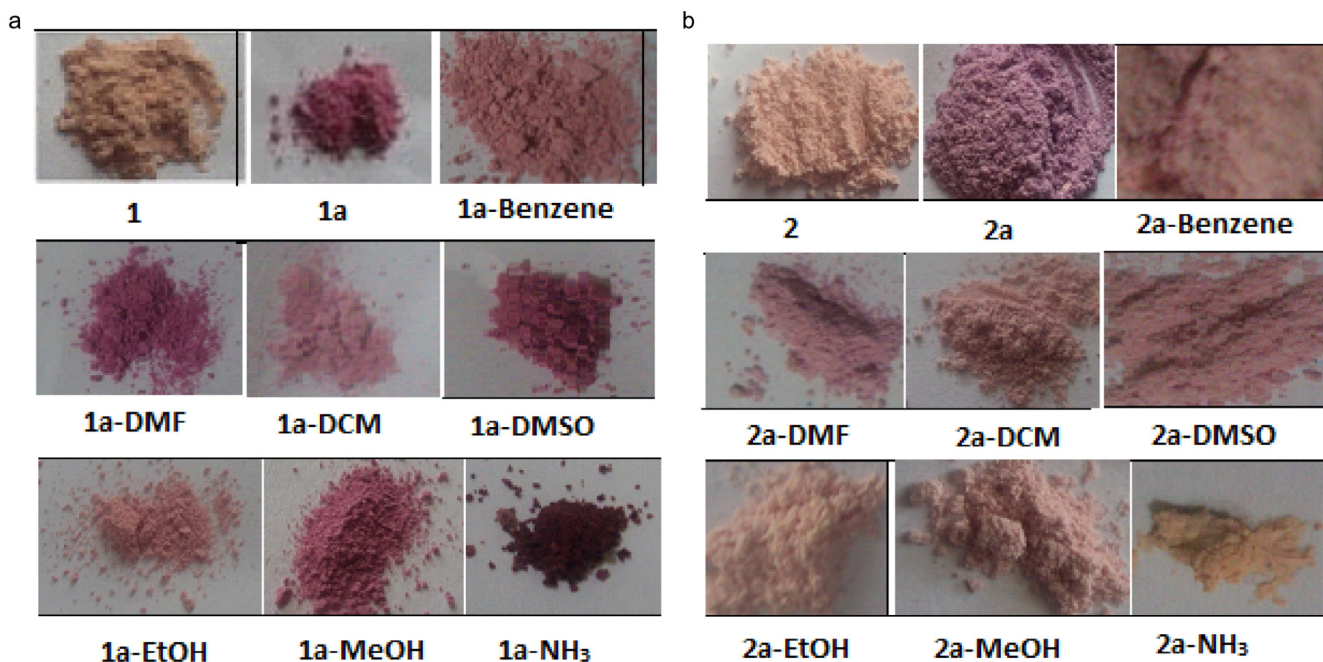 a
b
1 1a 1a-Benzene
2 2a 2a-Benzene
1a-DMF 1a-DCM 1a-DMSO
2a-DMF 2a-DCM 2a-DMSO
1a-EtOH 1a-MeOH 1a-NH₃
2a-EtOH 2a-MeOH 2a-NH₃